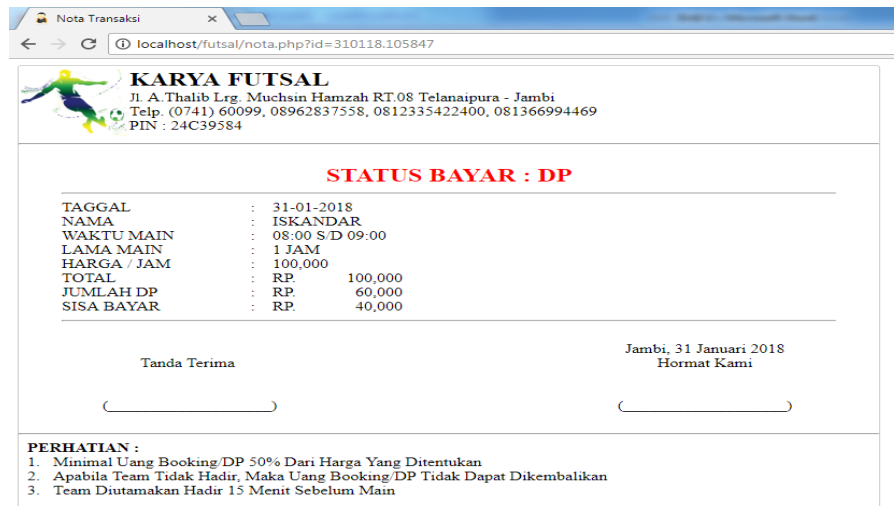 Nota Transaksi
localhost/futsal/nota.php?id=310118.105847
KARYA FUTSAL
Jl. A.Thalib Lrg. Muchsin Hamzah RT.08 Telanaipura - Jambi
Telp. (0741) 60099, 08962837558, 0812335422400, 081366994469
PIN : 24C39584
STATUS BAYAR : DP
TAGGAL : 31-01-2018
NAMA : ISKANDAR
WAKTU MAIN : 08:00 S/D 09:00
LAMA MAIN : 1 JAM
HARGA / JAM : 100,000
TOTAL : RP. 100,000
JUMLAH DP : RP. 60,000
SISA BAYAR : RP. 40,000
Jambi, 31 Januari 2018
Tanda Terima Hormat Kami
(____________________) (____________________)
PERHATIAN :
1. Minimal Uang Booking/DP 50% Dari Harga Yang Ditentukan
2. Apabila Team Tidak Hadir, Maka Uang Booking/DP Tidak Dapat Dikembalikan
3. Team Diutamakan Hadir 15 Menit Sebelum Main